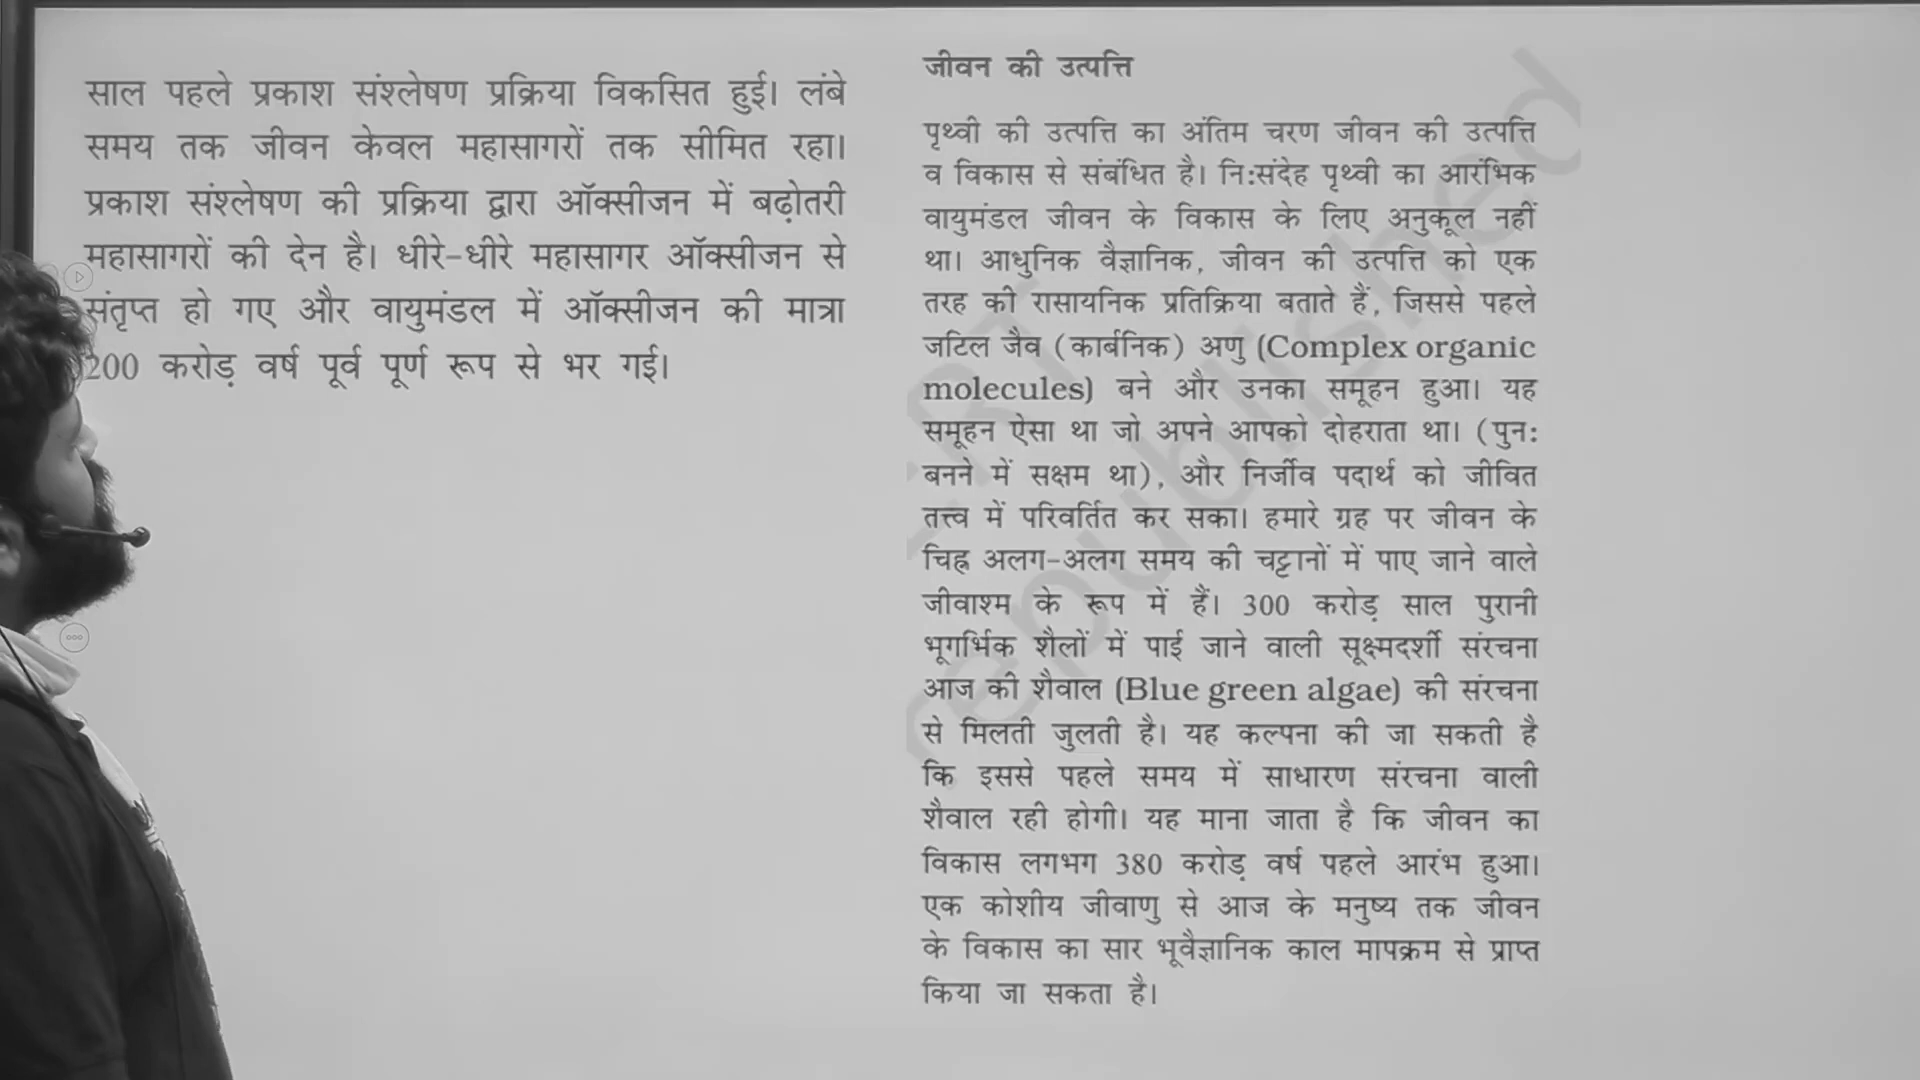 साल पहले प्रकाश संश्लेषण प्रक्रिया विकसित हुई। लंबे
समय तक जीवन केवल महासागरों तक सीमित रहा।
प्रकाश संश्लेषण की प्रक्रिया द्वारा ऑक्सीजन में बढ़ोतरी
महासागरों की देन है। धीरे-धीरे महासागर ऑक्सीजन से
संतृप्त हो गए और वायुमंडल में ऑक्सीजन की मात्रा
200 करोड़ वर्ष पूर्व पूर्ण रूप से भर गई।
जीवन की उत्पत्ति
पृथ्वी की उत्पत्ति का अंतिम चरण जीवन की उत्पत्ति
व विकास से संबंधित है। नि:संदेह पृथ्वी का आरंभिक
वायुमंडल जीवन के विकास के लिए अनुकूल नहीं
था। आधुनिक वैज्ञानिक, जीवन की उत्पत्ति को एक
तरह की रासायनिक प्रतिक्रिया बताते हैं, जिससे पहले
जटिल जैव (कार्बनिक) अणु (Complex organic
molecules) बने और उनका समूहन हुआ। यह
समूहन ऐसा था जो अपने आपको दोहराता था। (पुन:
बनने में सक्षम था), और निर्जीव पदार्थ को जीवित
तत्त्व में परिवर्तित कर सका। हमारे ग्रह पर जीवन के
चिह्न अलग-अलग समय की चट्टानों में पाए जाने वाले
जीवाश्म के रूप में हैं। 300 करोड़ साल पुरानी
भूगर्भिक शैलों में पाई जाने वाली सूक्ष्मदर्शी संरचना
आज की शैवाल (Blue green algae) की संरचना
से मिलती जुलती है। यह कल्पना की जा सकती है
कि इससे पहले समय में साधारण संरचना वाली
शैवाल रही होगी। यह माना जाता है कि जीवन का
विकास लगभग 380 करोड़ वर्ष पहले आरंभ हुआ।
एक कोशीय जीवाणु से आज के मनुष्य तक जीवन
के विकास का सार भूवैज्ञानिक काल मापक्रम से प्राप्त
किया जा सकता है।
republished